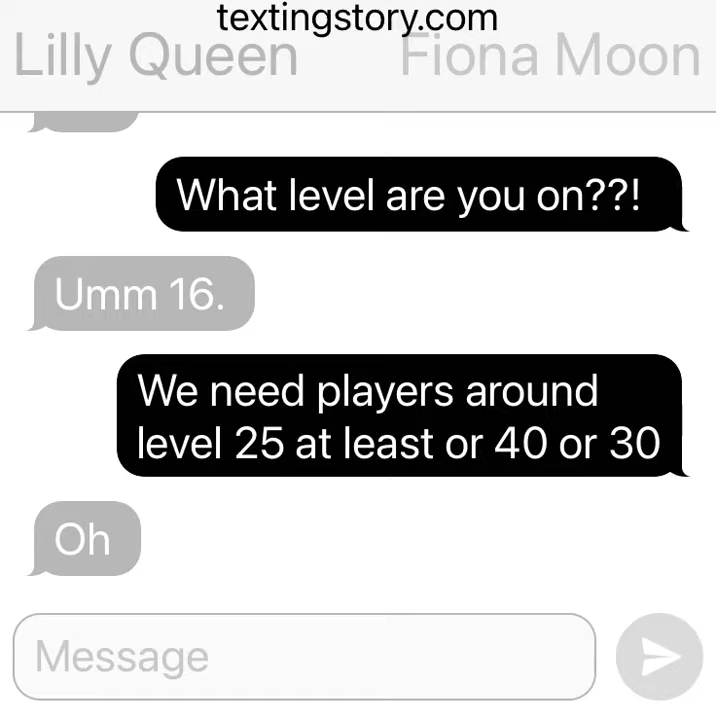 textingstory.com
Lilly Queen Fiona Moon
What level are you on??!
Umm 16.
We need players around
level 25 at least or 40 or 30
Oh
Message